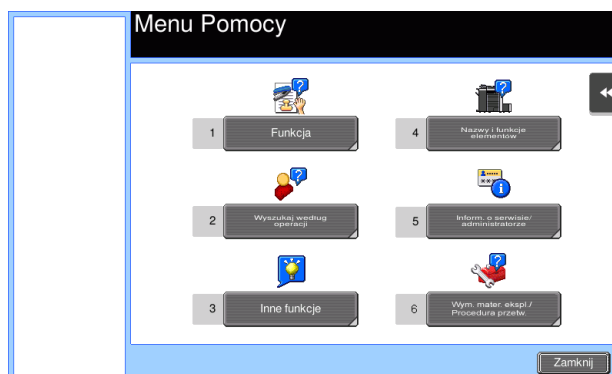 Menu Pomocy
1 Funkcja
2 Wyszukaj według
operacji
3 Inne funkcje
4 Nazwy i funkcje
elementów
5 Inform. o serwisie/
administratorze
6 Wym. mater. ekspl./
Procedura przetw.
Zamknij